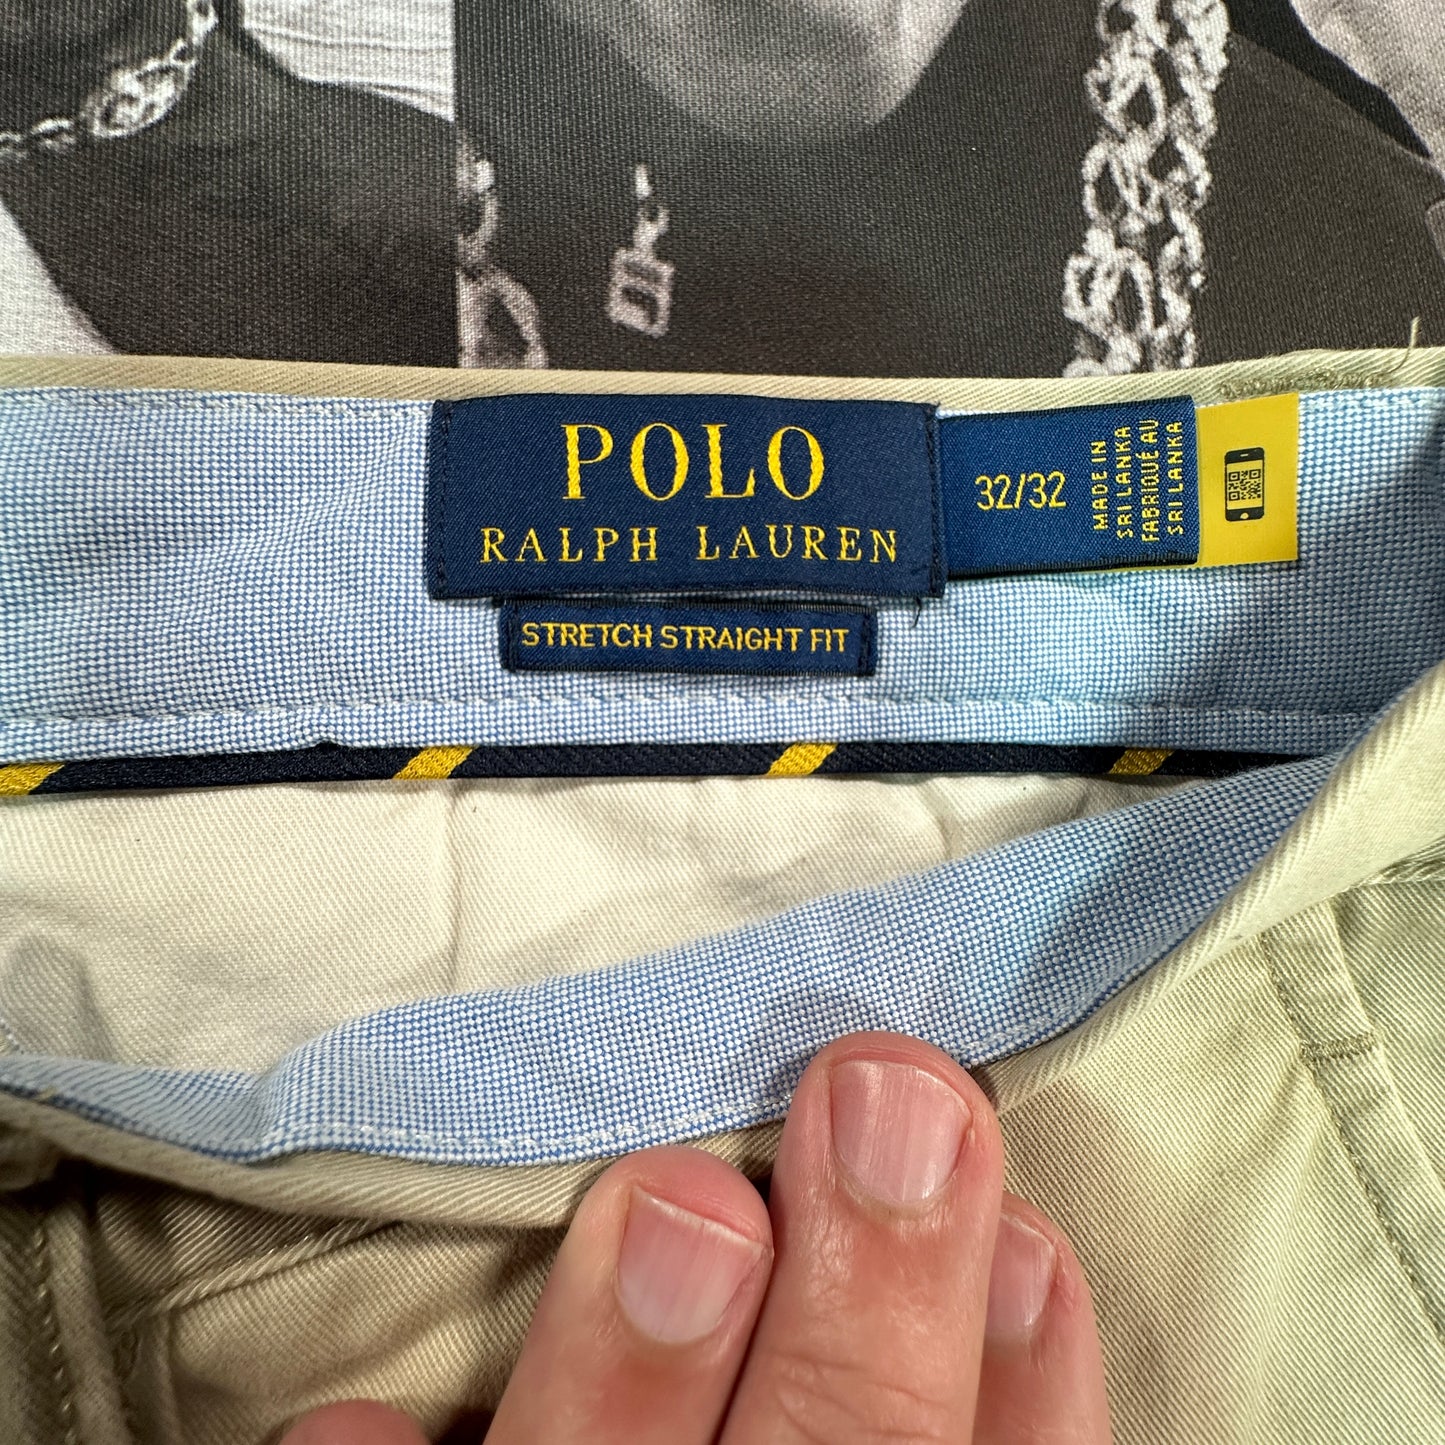 POLO
RALPH LAUREN
STRETCH STRAIGHT FIT
32/32
MADE IN
SRI LANKA
FABRIQUÉ AU
SRI LANKA